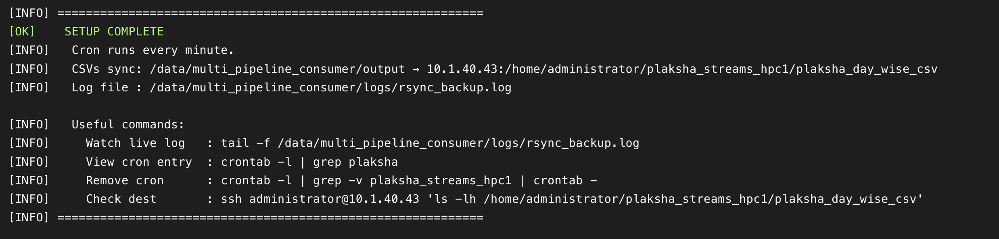 [INFO] ============================================================
[OK]    SETUP COMPLETE
[INFO]   Cron runs every minute.
[INFO]   CSVs sync: /data/multi_pipeline_consumer/output → 10.1.40.43:/home/administrator/plaksha_streams_hpc1/plaksha_day_wise_csv
[INFO]   Log file : /data/multi_pipeline_consumer/logs/rsync_backup.log
[INFO]   Useful commands:
[INFO]     Watch live log   : tail -f /data/multi_pipeline_consumer/logs/rsync_backup.log
[INFO]     View cron entry  : crontab -l | grep plaksha
[INFO]     Remove cron      : crontab -l | grep -v plaksha_streams_hpc1 | crontab -
[INFO]     Check dest       : ssh administrator@10.1.40.43 'ls -lh /home/administrator/plaksha_streams_hpc1/plaksha_day_wise_csv'
[INFO] ============================================================